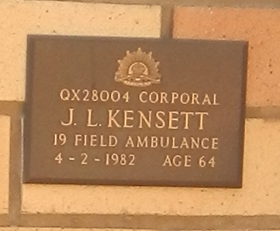 QX28004 CORPORAL
J. L. KENSETT
19 FIELD AMBULANCE
4 - 2 - 1982 AGE 64